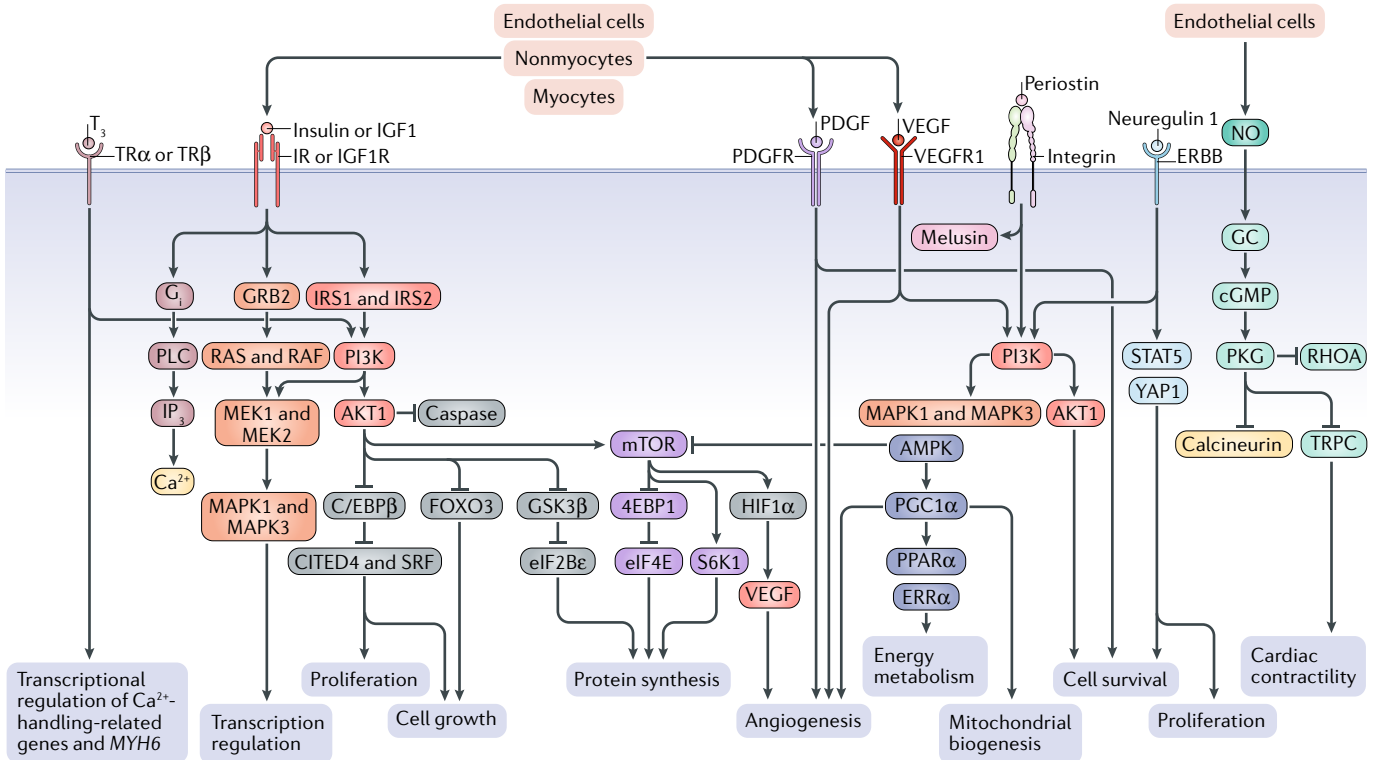 Endothelial cells
Endothelial cells
Nonmyocytes
Myocytes
Periostin
T₃
Insulin or IGF1
PDGF
VEGF
Neuregulin 1
NO
TRα or TRβ
IR or IGF1R
PDGFR
VEGFR1
Integrin
ERBB
Melusin
GC
Gᵢ
GRB2
IRS1 and IRS2
cGMP
PLC
RAS and RAF
PI3K
PI3K
STAT5
PKG
RHOA
YAP1
IP₃
MEK1 and
MEK2
AKT1
Caspase
MAPK1 and MAPK3
AKT1
mTOR
AMPK
Calcineurin
TRPC
Ca²⁺
MAPK1 and
MAPK3
C/EBPβ
FOXO3
GSK3β
4EBP1
HIF1α
PGC1α
CITED4 and SRF
eIF2Bε
eIF4E
S6K1
PPARα
VEGF
ERRα
Transcriptional
regulation of Ca²⁺-
handling-related
genes and MYH6
Transcription
regulation
Proliferation
Cell growth
Protein synthesis
Angiogenesis
Energy
metabolism
Mitochondrial
biogenesis
Cell survival
Proliferation
Cardiac
contractility